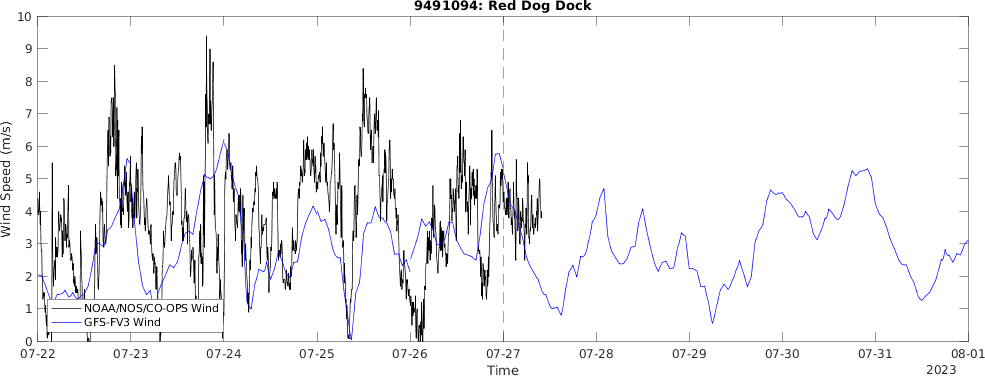 9491094: Red Dog Dock
Wind Speed (m/s)
10
9
8
7
6
5
4
3
2
1
0
NOAA/NOS/CO-OPS Wind
GFS-FV3 Wind
07-22 07-23 07-24 07-25 07-26 07-27 07-28 07-29 07-30 07-31 08-01
Time
2023